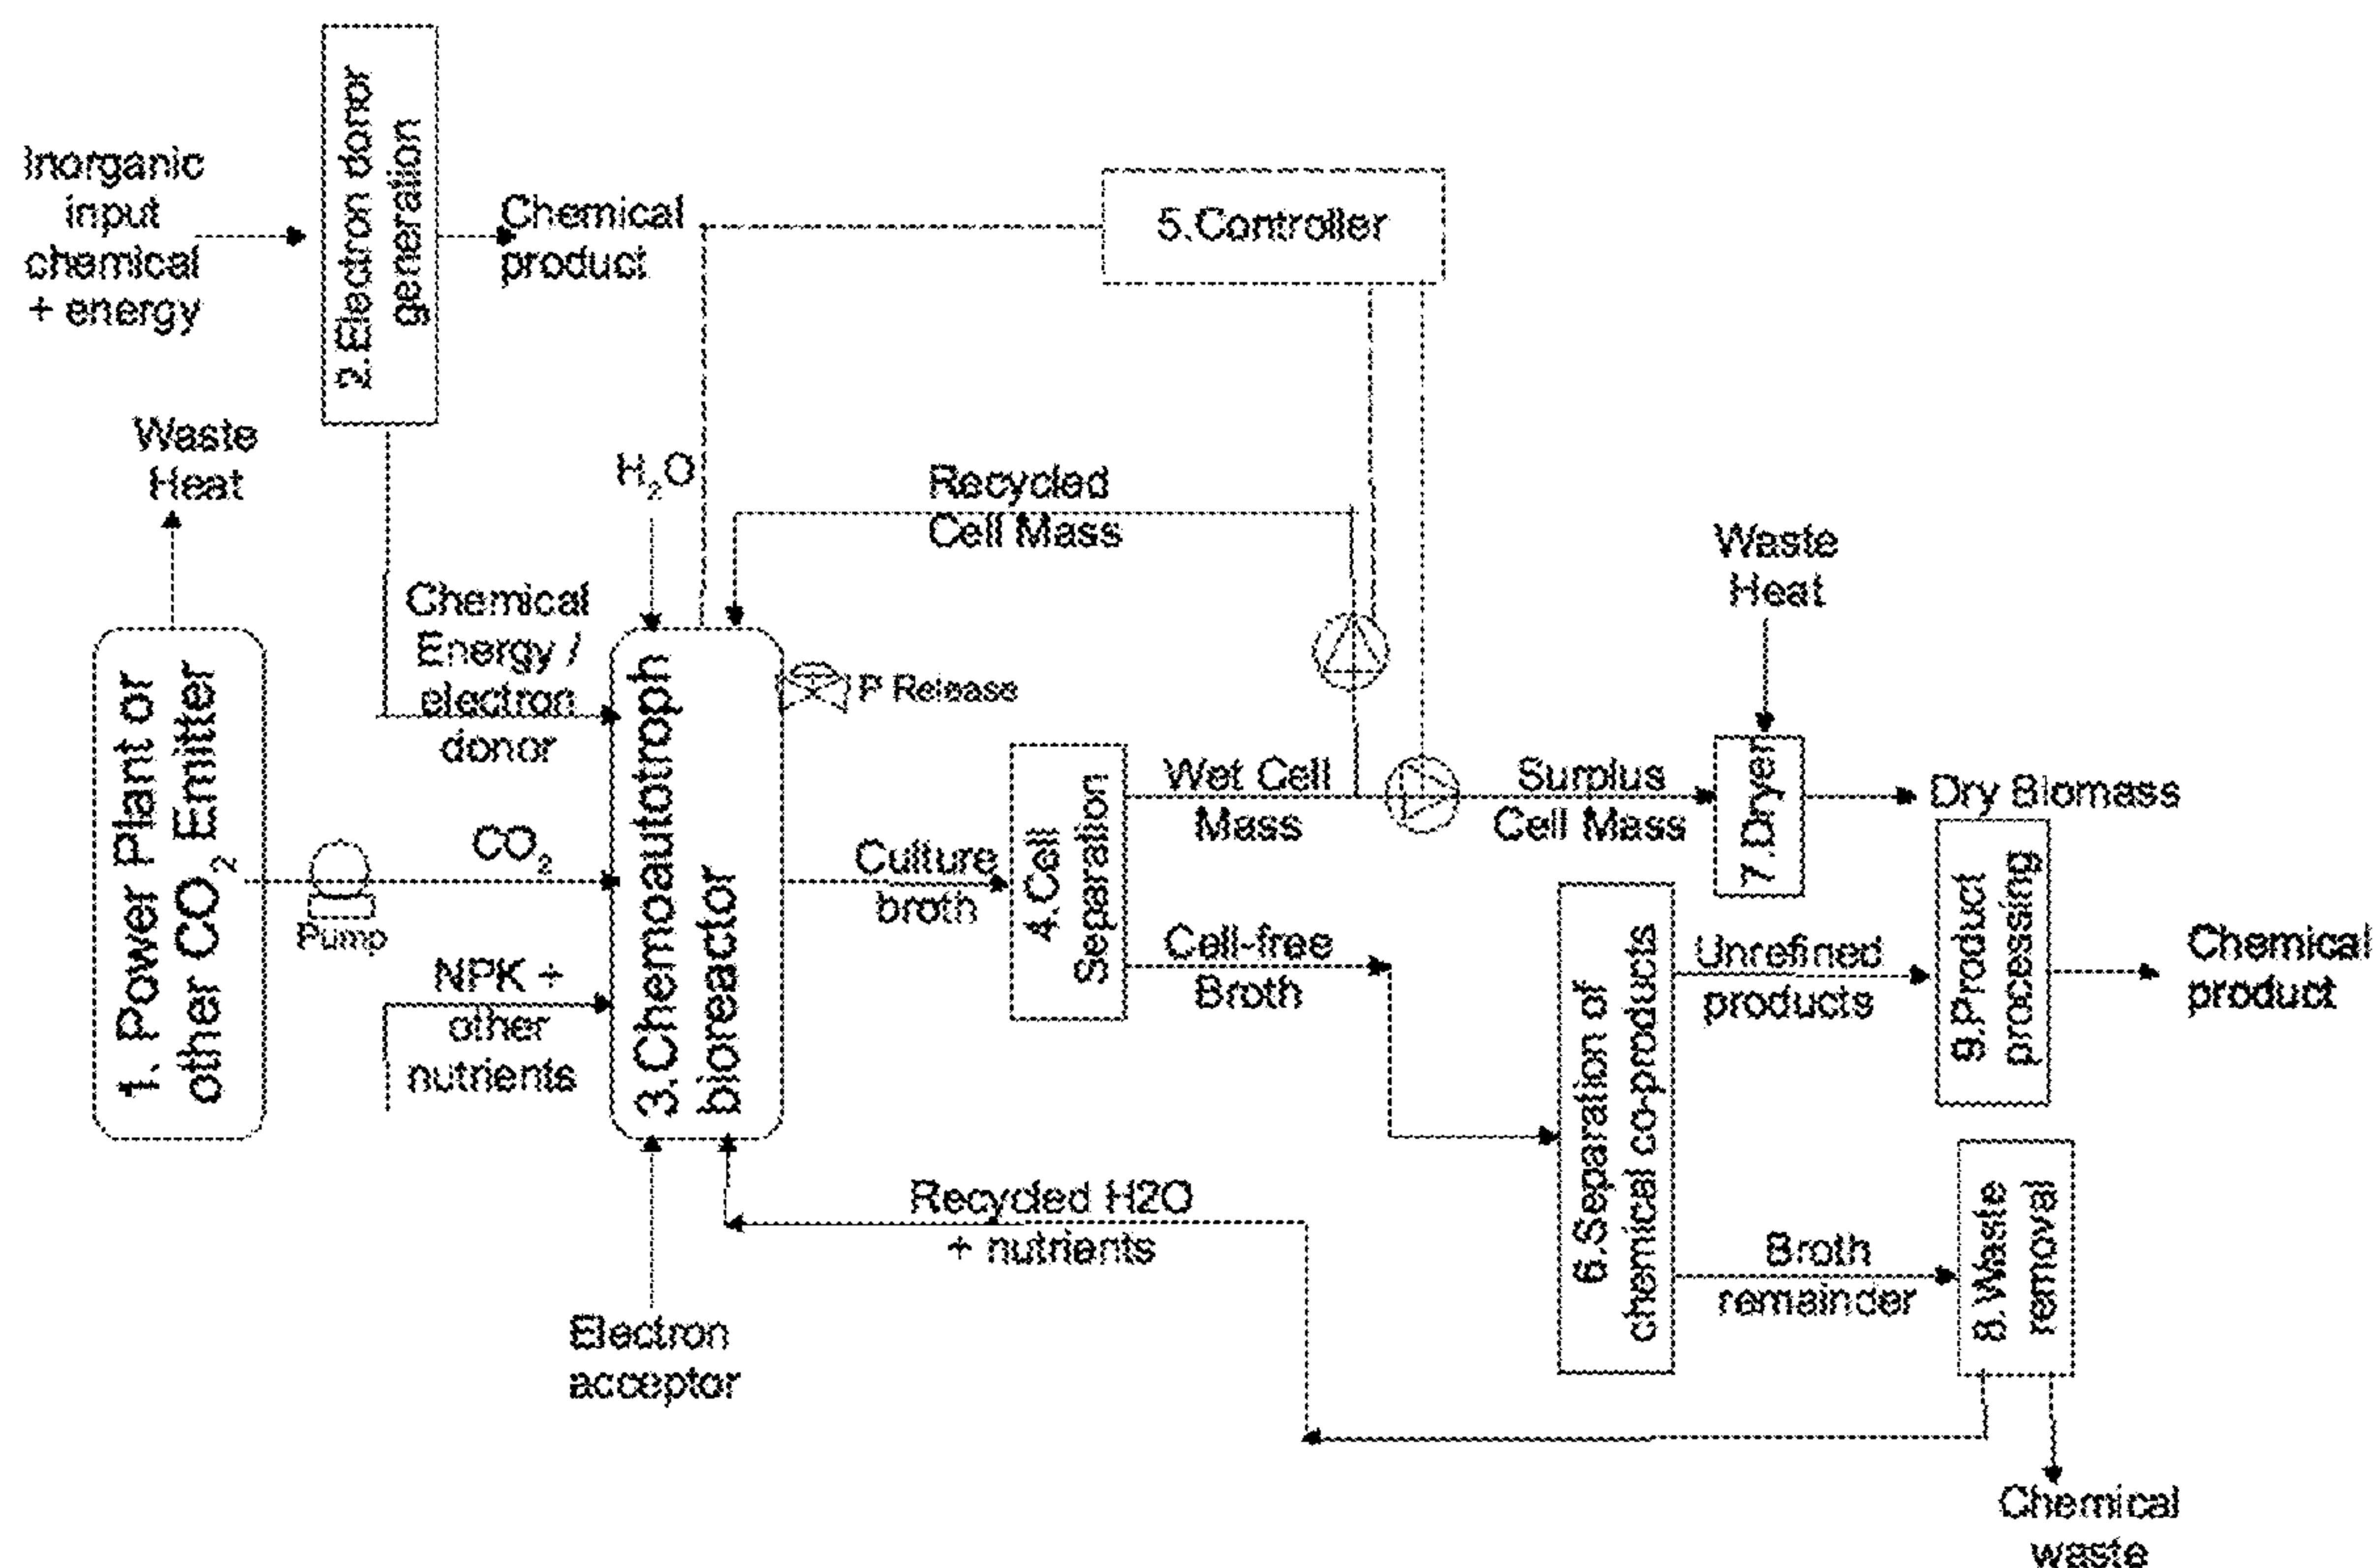 Inorganic
input
chemical
+ energy
2.Electron donor
generation
Chemical
product
5.Controller
Waste
Heat
H₂O
Recycled
Cell Mass
Waste
Heat
Chemical
Energy /
electron
donor
P Release
1. Power Plant or
other CO₂ Emitter
Pump
CO₂
NPK +
other
nutrients
3.Chemoautotroph
bioreactor
Culture
broth
4.Cell
Separation
Wet Cell
Mass
Surplus
Cell Mass
7.Dryer
Dry Biomass
Cell-free
Broth
6.Separation of
chemical co-products
Unrefined
products
9.Product
processing
Chemical
product
Recycled H2O
+ nutrients
Broth
remainder
8.Waste
removal
Electron
acceptor
Chemical
waste